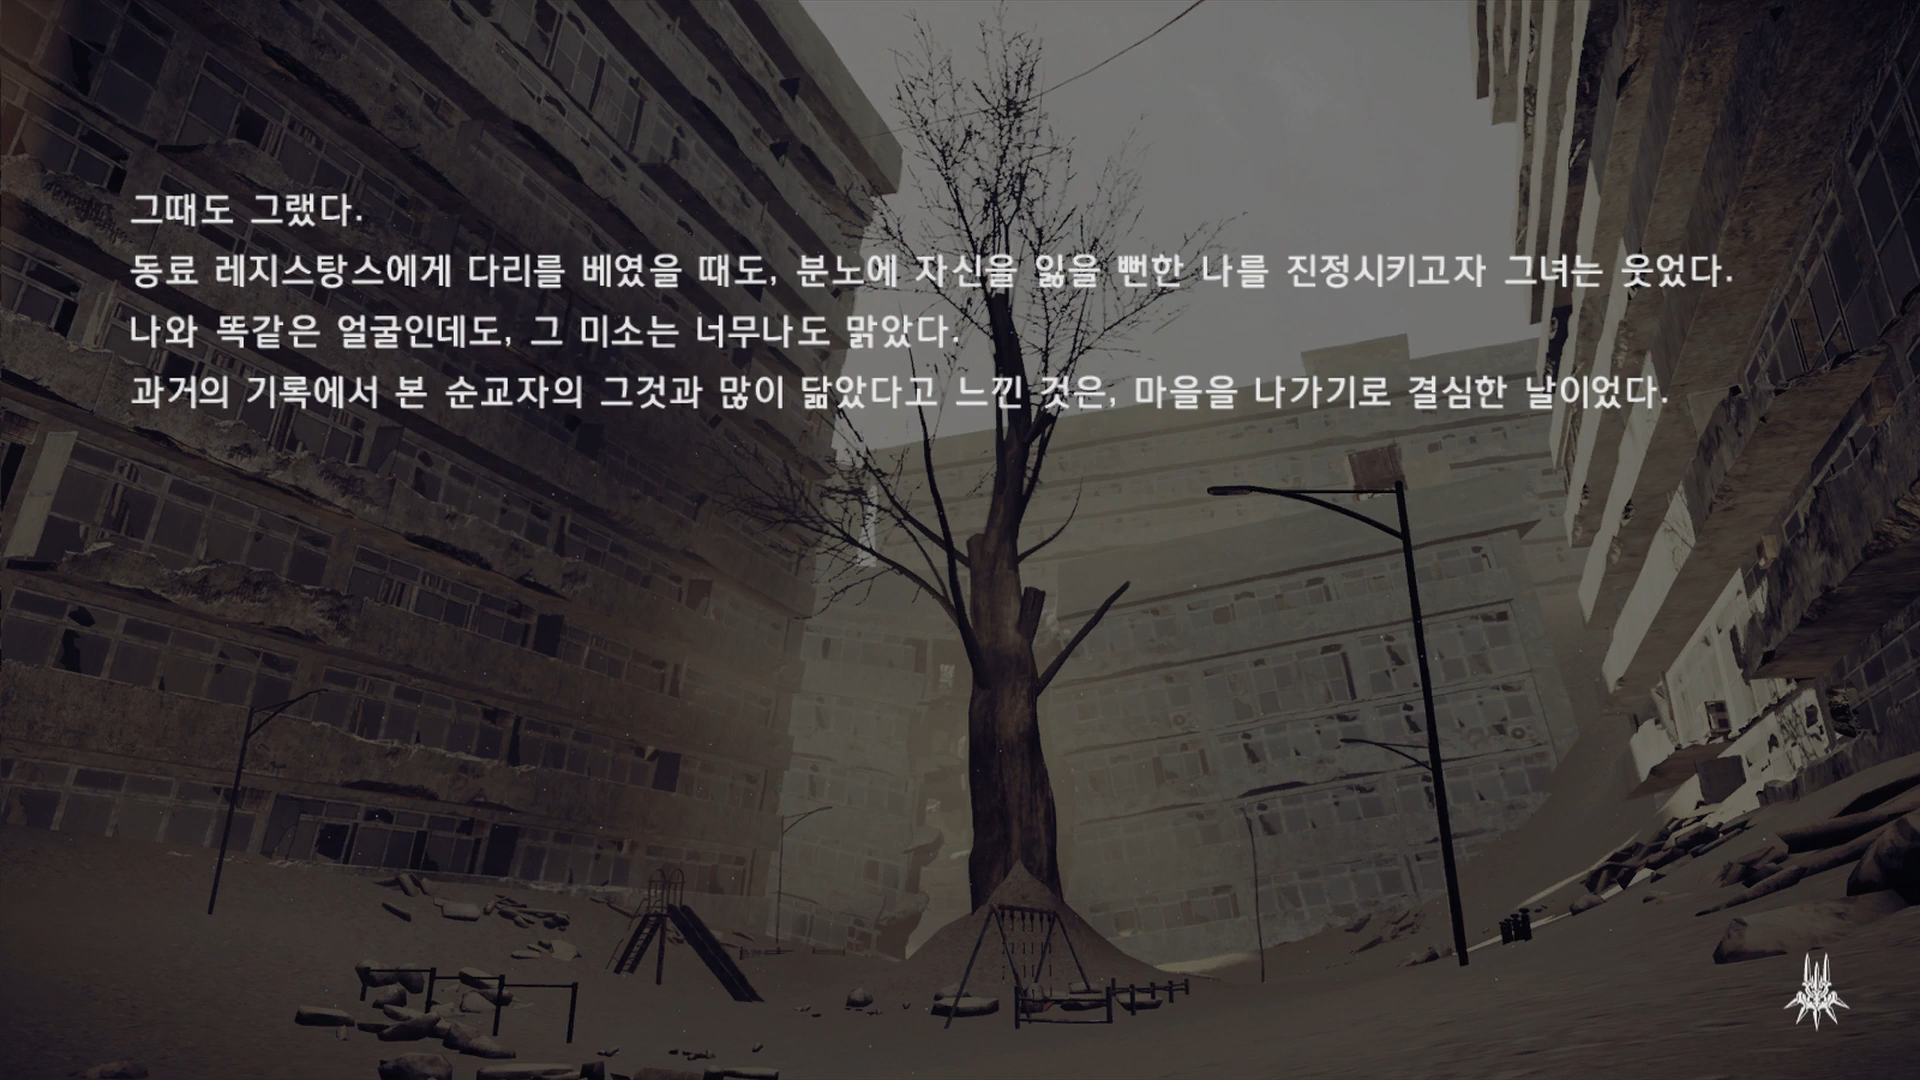 그때도 그랬다.
동료 레지스탕스에게 다리를 베였을 때도, 분노에 자신을 잃을 뻔한 나를 진정시키고자 그녀는 웃었다.
나와 똑같은 얼굴인데도, 그 미소는 너무나도 맑았다.
과거의 기록에서 본 순교자의 그것과 많이 닮았다고 느낀 것은, 마을을 나가기로 결심한 날이었다.